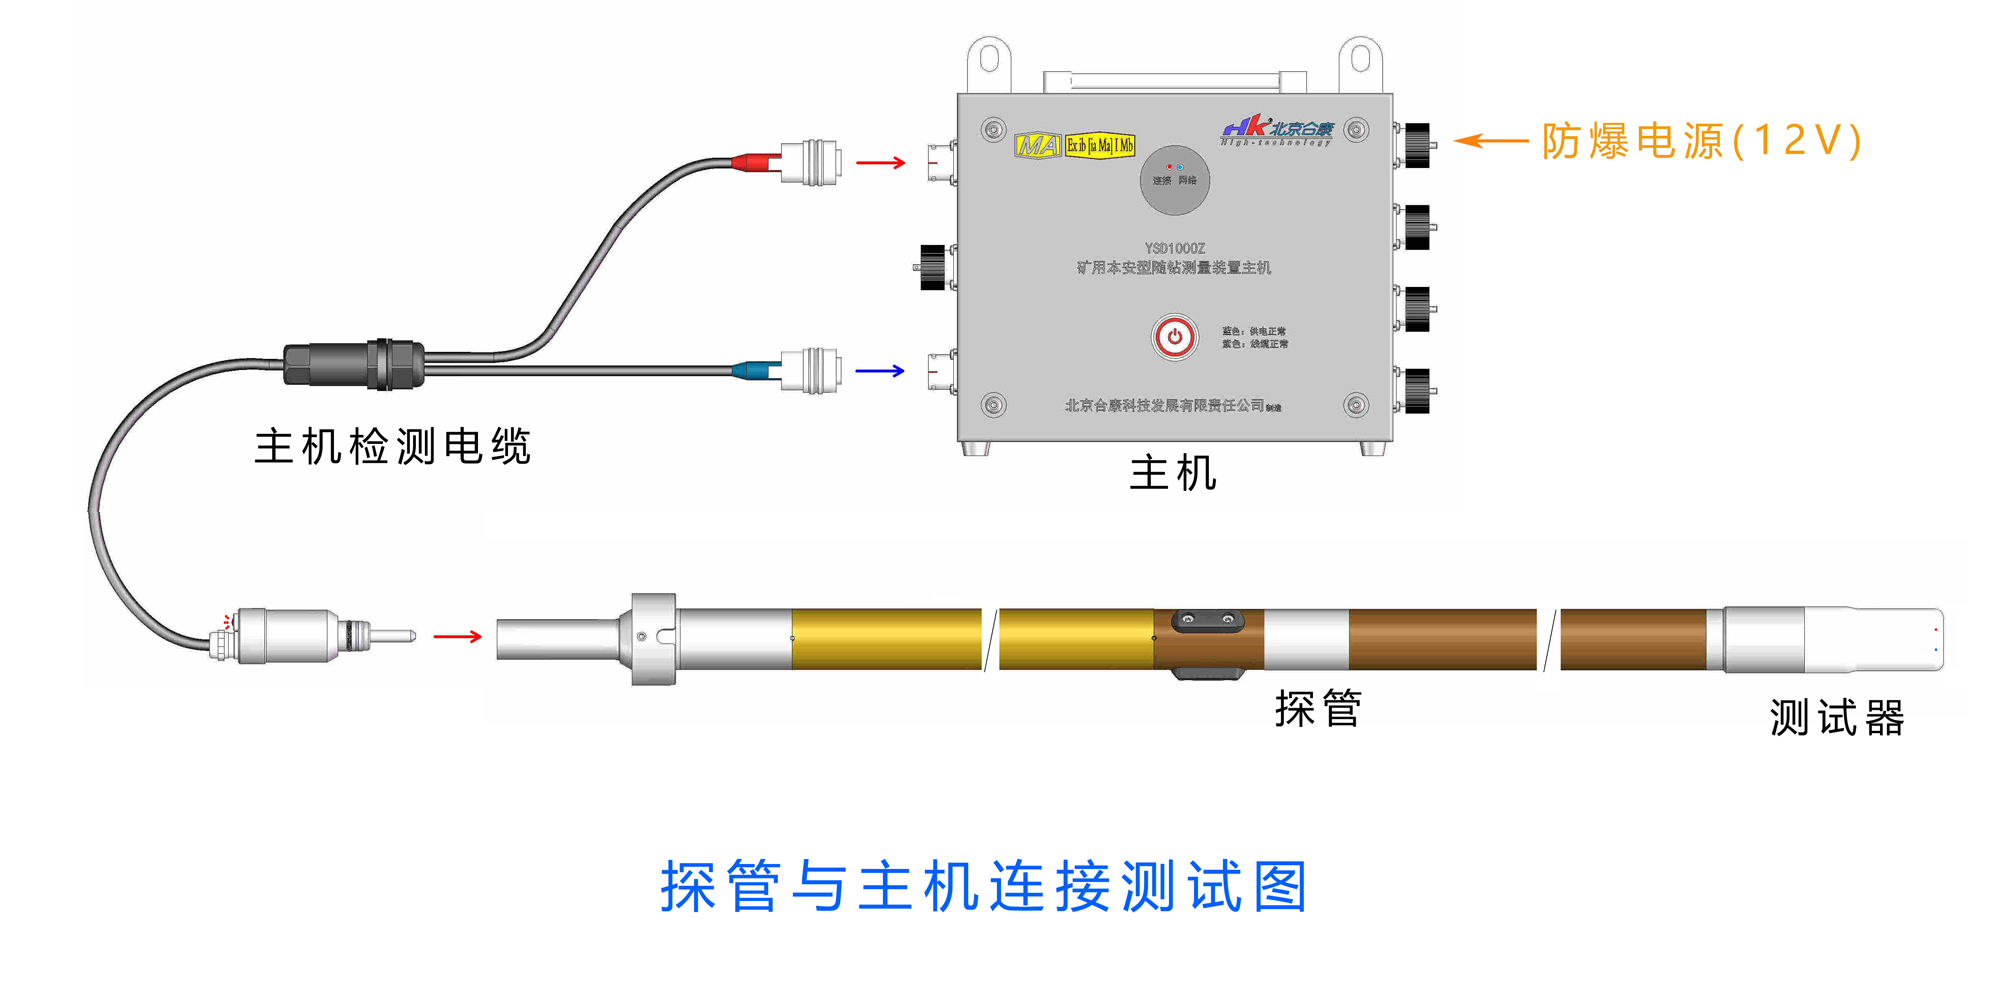 MA
Ex ib [ia Ma] I Mb
HK 北京合康
High-technology
防爆电源(12V)
连接 网络
YSD1000Z
矿用本安型随钻测量装置主机
蓝色：供电正常
紫色：线缆正常
北京合康科技发展有限责任公司制造
主机检测电缆
主机
探管
测试器
探管与主机连接测试图